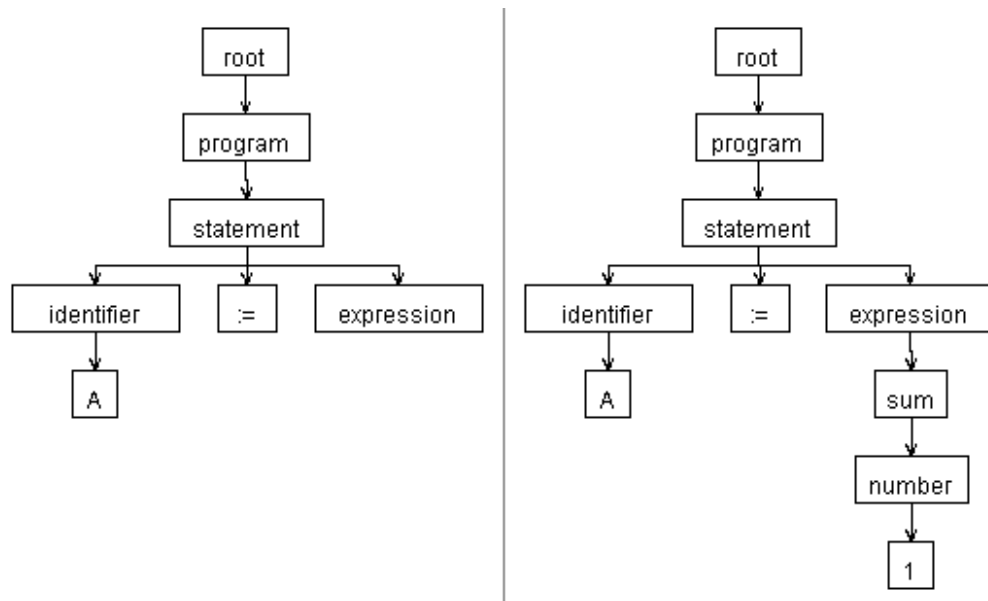 root
program
statement
identifier := expression
A
root
program
statement
identifier := expression
A sum
number
1